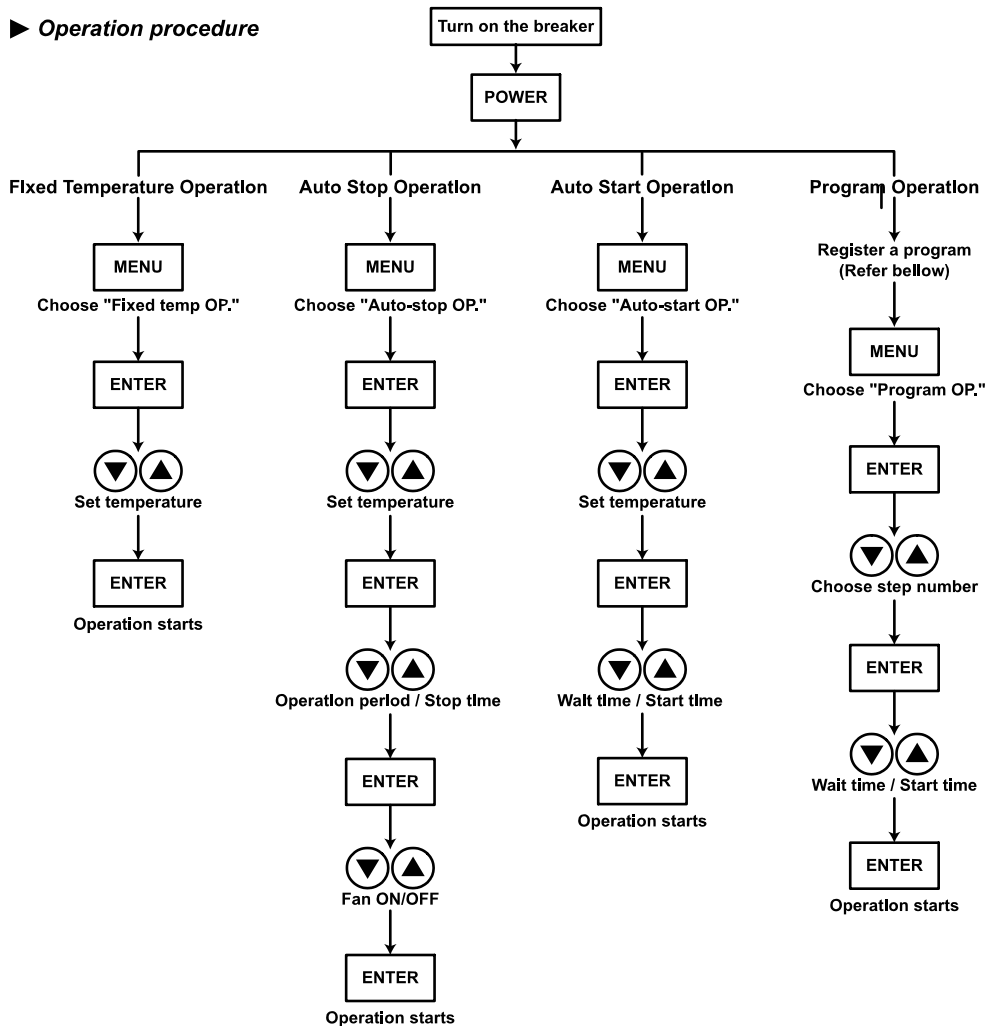 ► Operation procedure
Turn on the breaker
POWER
Fixed Temperature Operation
MENU
Choose "Fixed temp OP."
ENTER
▼ ▲
Set temperature
ENTER
Operation starts
Auto Stop Operation
MENU
Choose "Auto-stop OP."
ENTER
▼ ▲
Set temperature
ENTER
▼ ▲
Operation period / Stop time
ENTER
▼ ▲
Fan ON/OFF
ENTER
Operation starts
Auto Start Operation
MENU
Choose "Auto-start OP."
ENTER
▼ ▲
Set temperature
ENTER
▼ ▲
Wait time / Start time
ENTER
Operation starts
Program Operation
Register a program
(Refer bellow)
MENU
Choose "Program OP."
ENTER
▼ ▲
Choose step number
ENTER
▼ ▲
Wait time / Start time
ENTER
Operation starts